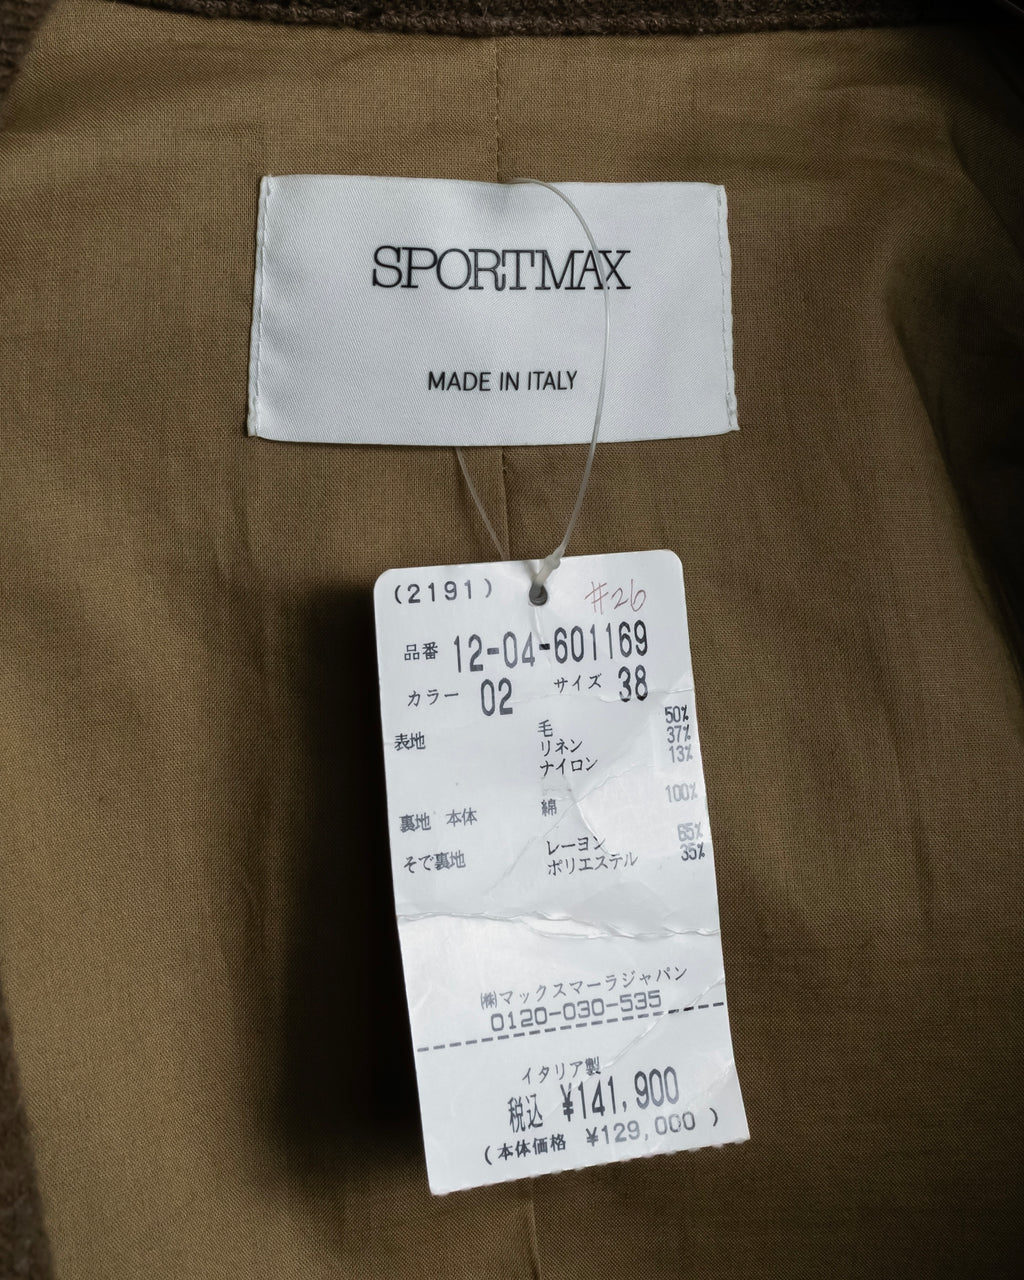 SPORTMAX
MADE IN ITALY
(2191) #26
品番 12-04-601169
カラー 02 サイズ 38
表地 毛 50%
リネン 37%
ナイロン 13%
裏地 本体 綿 100%
そで裏地 レーヨン 65%
ポリエステル 35%
㈱マックスマーラジャパン
0120-030-535
イタリア製
税込 ¥141,900
(本体価格 ¥129,000 )